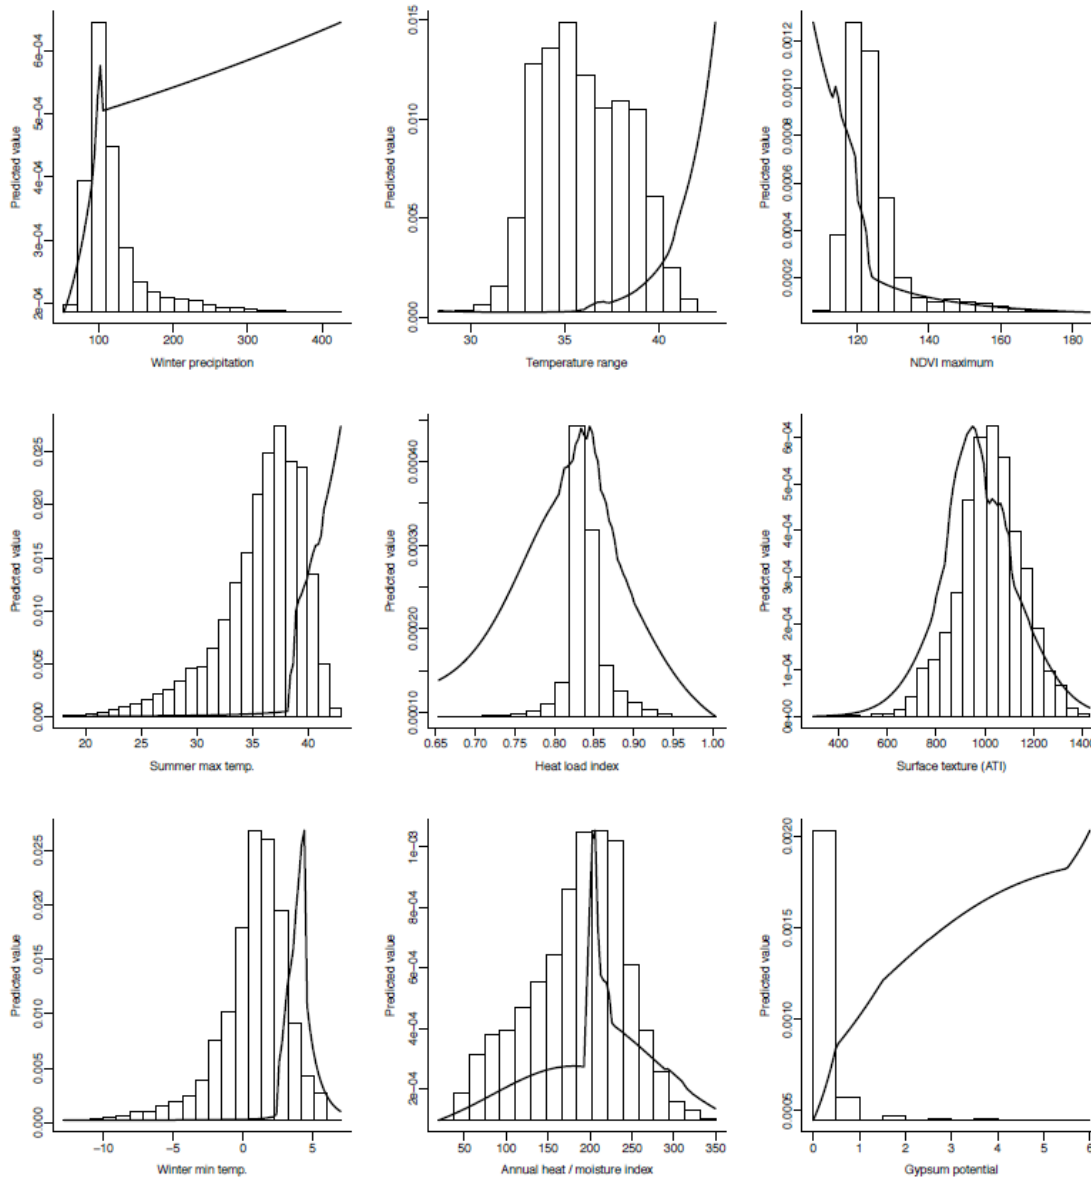 Predicted value
2e−04 3e−04 4e−04 5e−04 6e−04
100 200 300 400
Winter precipitation
Predicted value
0.000 0.005 0.010 0.015
30 35 40
Temperature range
Predicted value
0.0002 0.0004 0.0006 0.0008 0.0010 0.0012
120 140 160 180
NDVI maximum
Predicted value
0.000 0.005 0.010 0.015 0.020 0.025
20 25 30 35 40
Summer max temp.
Predicted value
0.00010 0.00020 0.00030 0.00040
0.65 0.70 0.75 0.80 0.85 0.90 0.95 1.00
Heat load index
Predicted value
0e+00 1e−04 2e−04 3e−04 4e−04 5e−04 6e−04
400 600 800 1000 1200 1400
Surface texture (ATI)
Predicted value
0.000 0.005 0.010 0.015 0.020 0.025
−10 −5 0 5
Winter min temp.
Predicted value
2e−04 4e−04 6e−04 8e−04 1e−03
50 100 150 200 250 300 350
Annual heat / moisture index
Predicted value
0.0005 0.0010 0.0015 0.0020
0 1 2 3 4 5 6
Gypsum potential